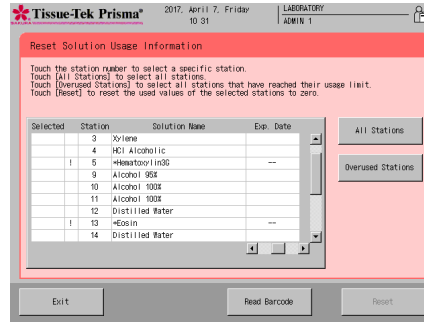 SAKURA Tissue-Tek Prisma®
2017, April 7, Friday
10 31
LABORATORY
ADMIN 1
Reset Solution Usage Information
Touch the station number to select a specific station.
Touch [All Stations] to select all stations.
Touch [Overused Stations] to select all stations that have reached their usage limit.
Touch [Reset] to reset the used values of the selected stations to zero.
Selected Station Solution Name Exp. Date
3 Xylene
4 HCl Alcoholic
! 5 *Hematoxylin3G --
9 Alcohol 95%
10 Alcohol 100%
11 Alcohol 100%
12 Distilled Water
! 13 *Eosin --
14 Distilled Water
All Stations
Overused Stations
Exit
Read Barcode
Reset